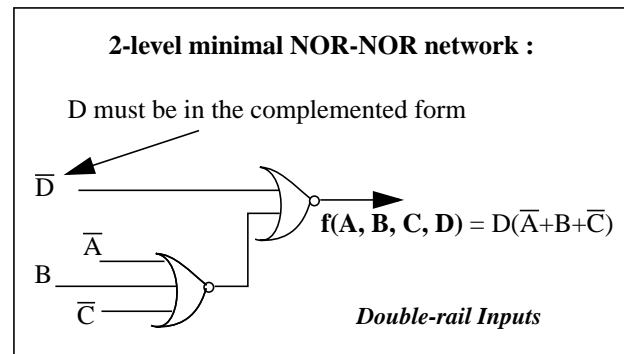 2-level minimal NOR-NOR network :
D must be in the complemented form
D̅
f(A, B, C, D) = D(A̅+B+C̅)
A̅
B
C̅
Double-rail Inputs